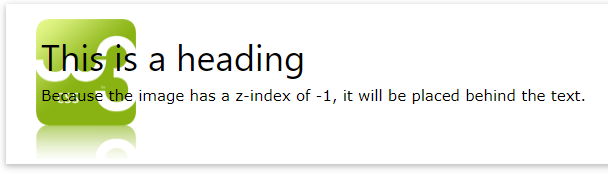 This is a heading
Because the image has a z-index of -1, it will be placed behind the text.